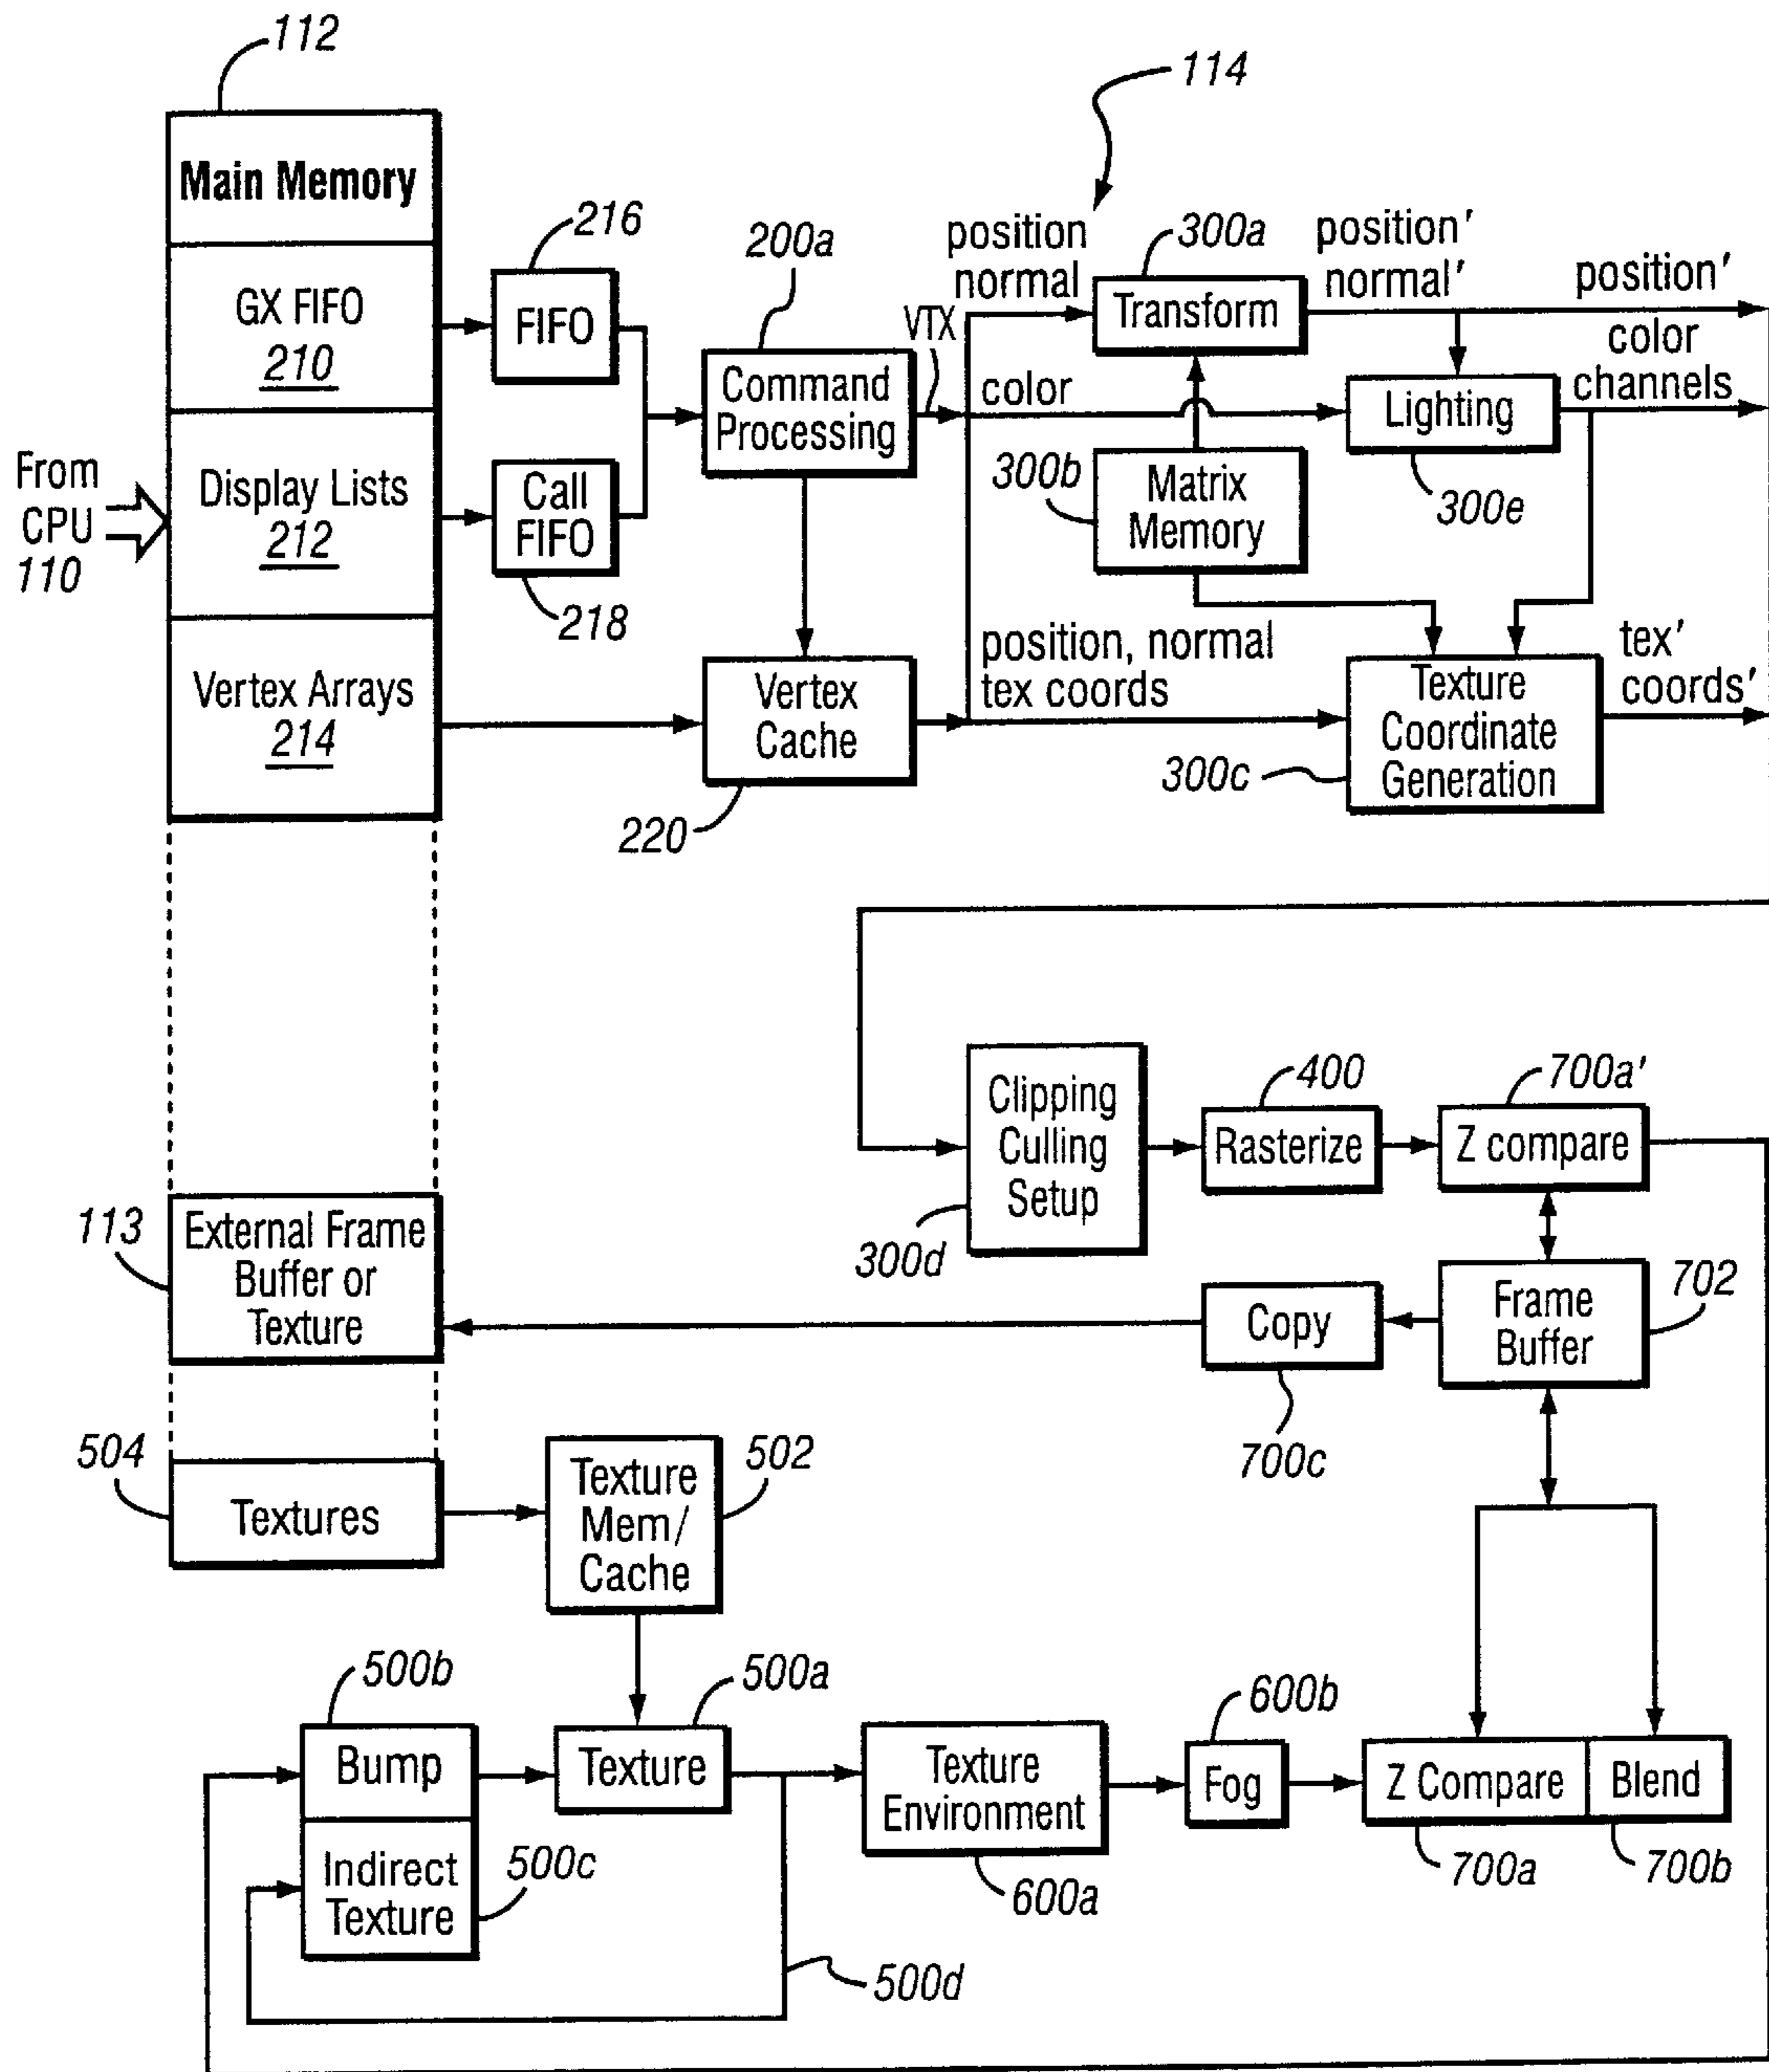 112
114
Main Memory
216
200a
position
normal
300a
position′
normal′
position′
GX FIFO
210
FIFO
VTX
Transform
color
channels
Command
Processing
color
Lighting
From
CPU
110
Display Lists
212
Call
FIFO
300b
Matrix
Memory
300e
218
Vertex Arrays
214
Vertex
Cache
position, normal
tex coords
Texture
Coordinate
Generation
tex′
coords′
300c
220
Clipping
Culling
Setup
400
700a′
Rasterize
Z compare
113
External Frame
Buffer or
Texture
300d
Copy
Frame
Buffer
702
700c
504
Textures
Texture
Mem/
Cache
502
500b
500a
600b
Bump
Texture
Texture
Environment
Fog
Z Compare
Blend
Indirect
Texture
500c
600a
700a
700b
500d